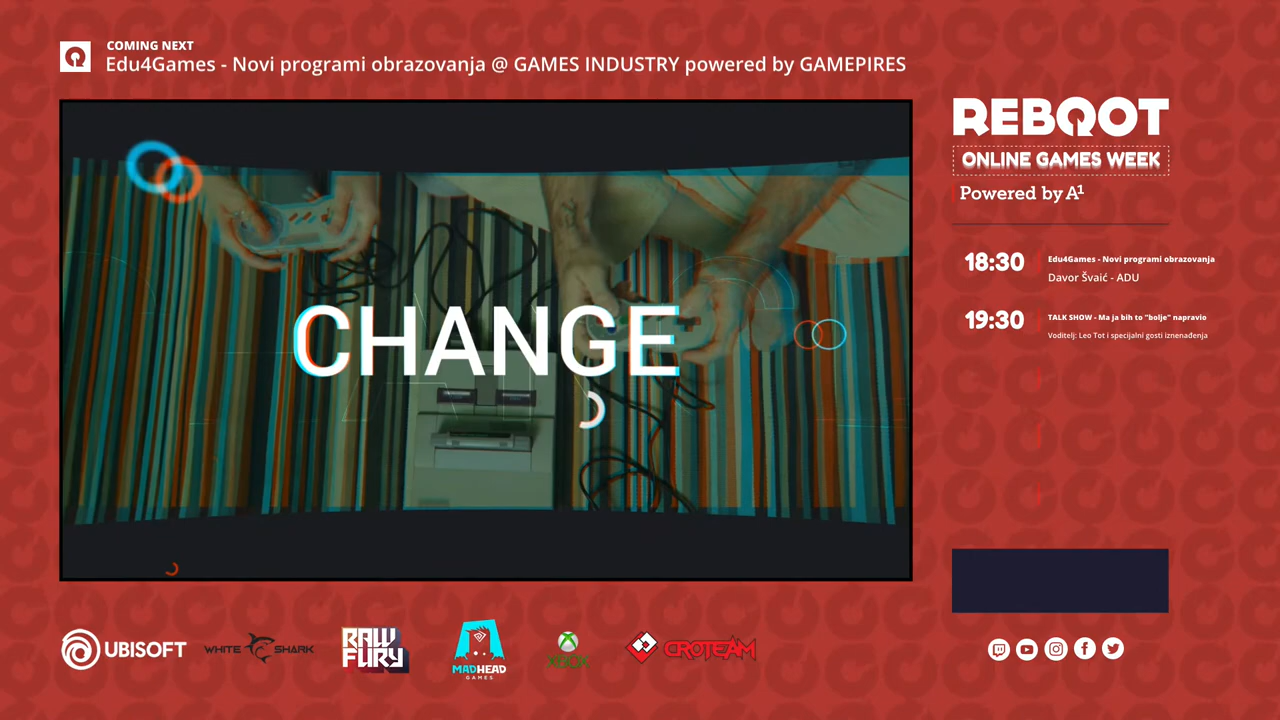 COMING NEXT
Edu4Games - Novi programi obrazovanja @ GAMES INDUSTRY powered by GAMEPIRES
REBOOT
ONLINE GAMES WEEK
Powered by A1
18:30
Edu4Games - Novi programi obrazovanja
Davor Švaić - ADU
19:30
TALK SHOW - Ma ja bih to "bolje" napravio
Voditelj: Leo Tot i specijalni gosti iznenađenja
CHANGE
UBISOFT
WHITE SHARK
RAW
FURY
MADHEAD
GAMES
XBOX
CROTEAM